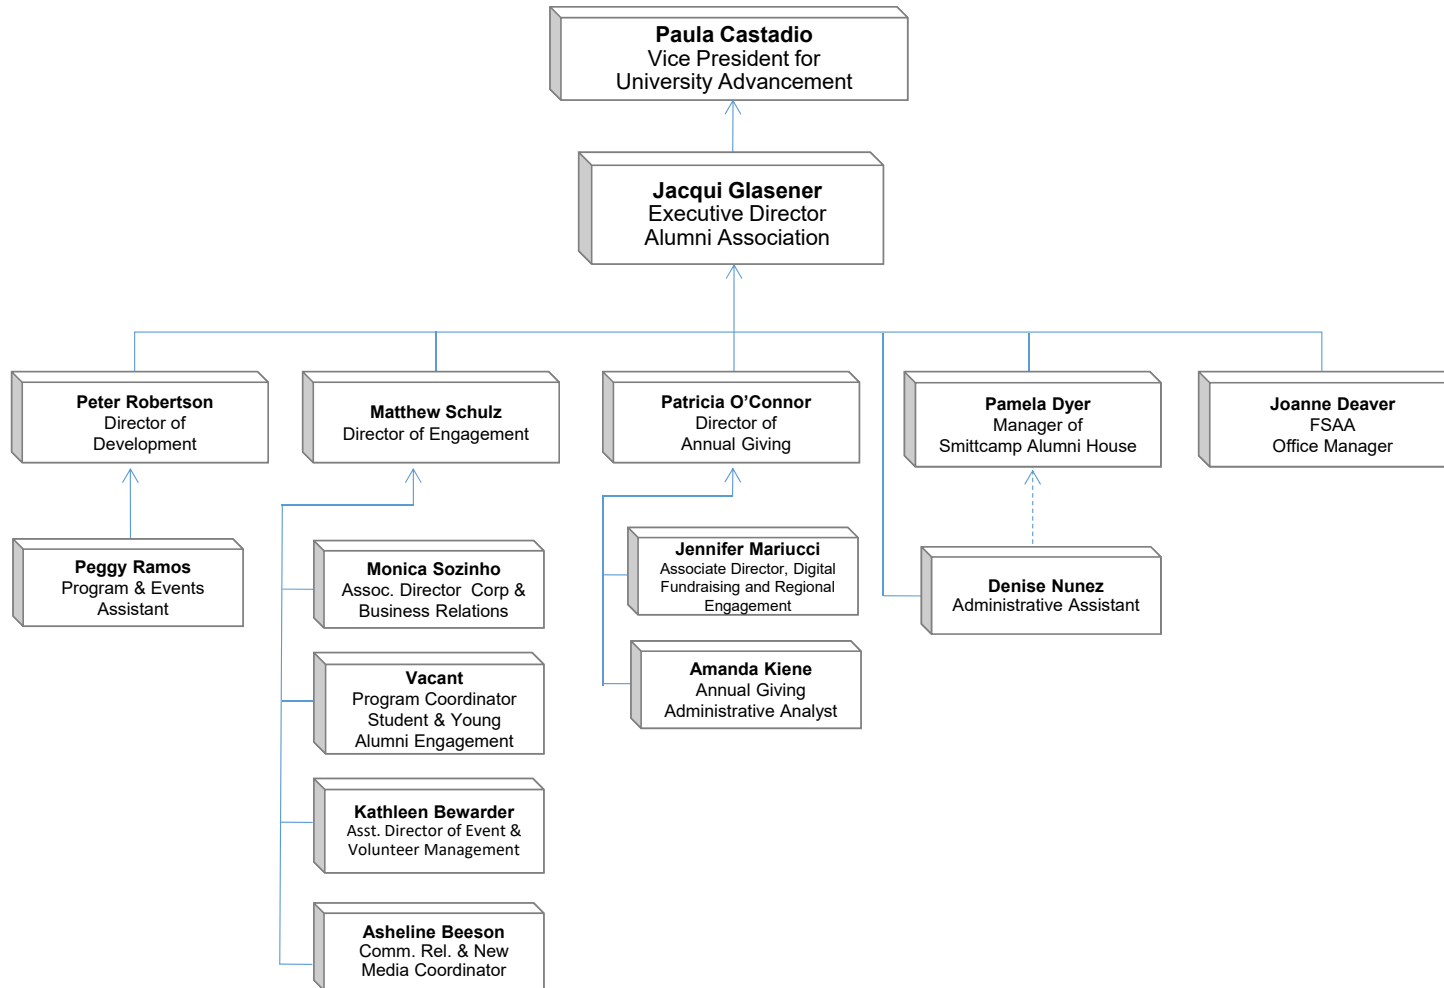 Paula Castadio
Vice President for
University Advancement
Jacqui Glasener
Executive Director
Alumni Association
Peter Robertson
Director of
Development
Matthew Schulz
Director of Engagement
Patricia O’Connor
Director of
Annual Giving
Pamela Dyer
Manager of
Smittcamp Alumni House
Joanne Deaver
FSAA
Office Manager
Peggy Ramos
Program & Events
Assistant
Monica Sozinho
Assoc. Director  Corp &
Business Relations
Vacant
Program Coordinator
Student & Young
Alumni Engagement
Kathleen Bewarder
Asst. Director of Event &
Volunteer Management
Asheline Beeson
Comm. Rel. & New
Media Coordinator
Jennifer Mariucci
Associate Director, Digital
Fundraising and Regional
Engagement
Amanda Kiene
Annual Giving
Administrative Analyst
Denise Nunez
Administrative Assistant